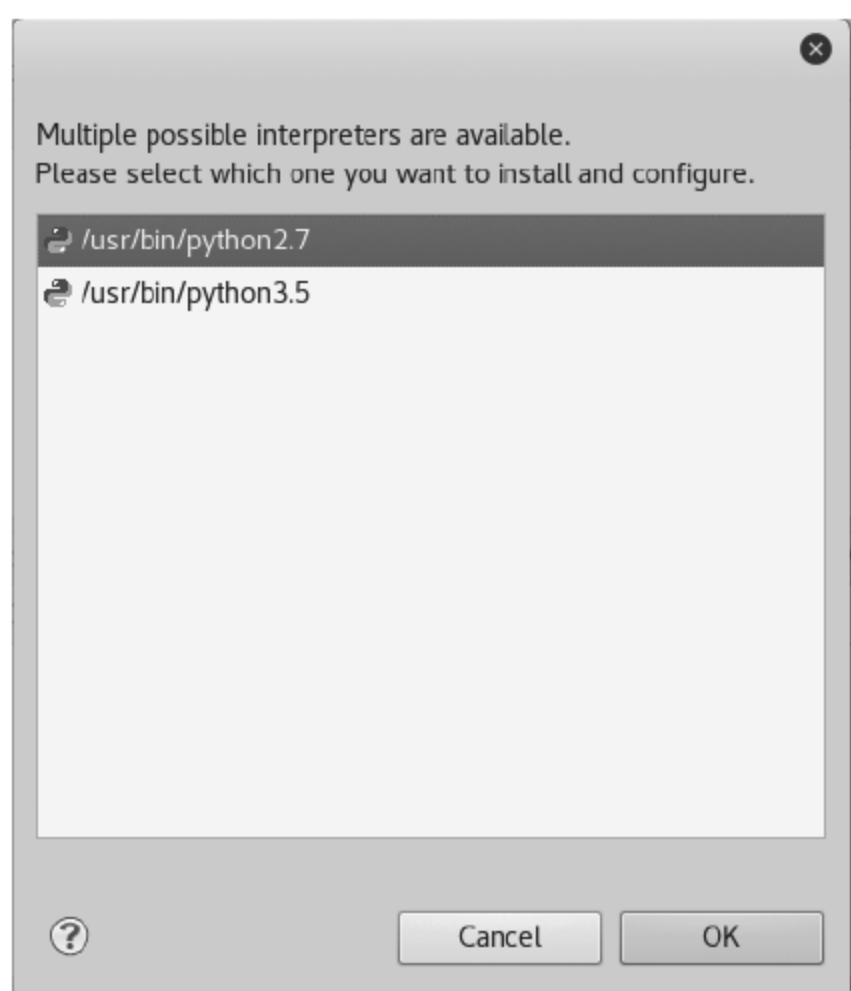 Multiple possible interpreters are available.
Please select which one you want to install and configure.
/usr/bin/python2.7
/usr/bin/python3.5
?
Cancel
OK